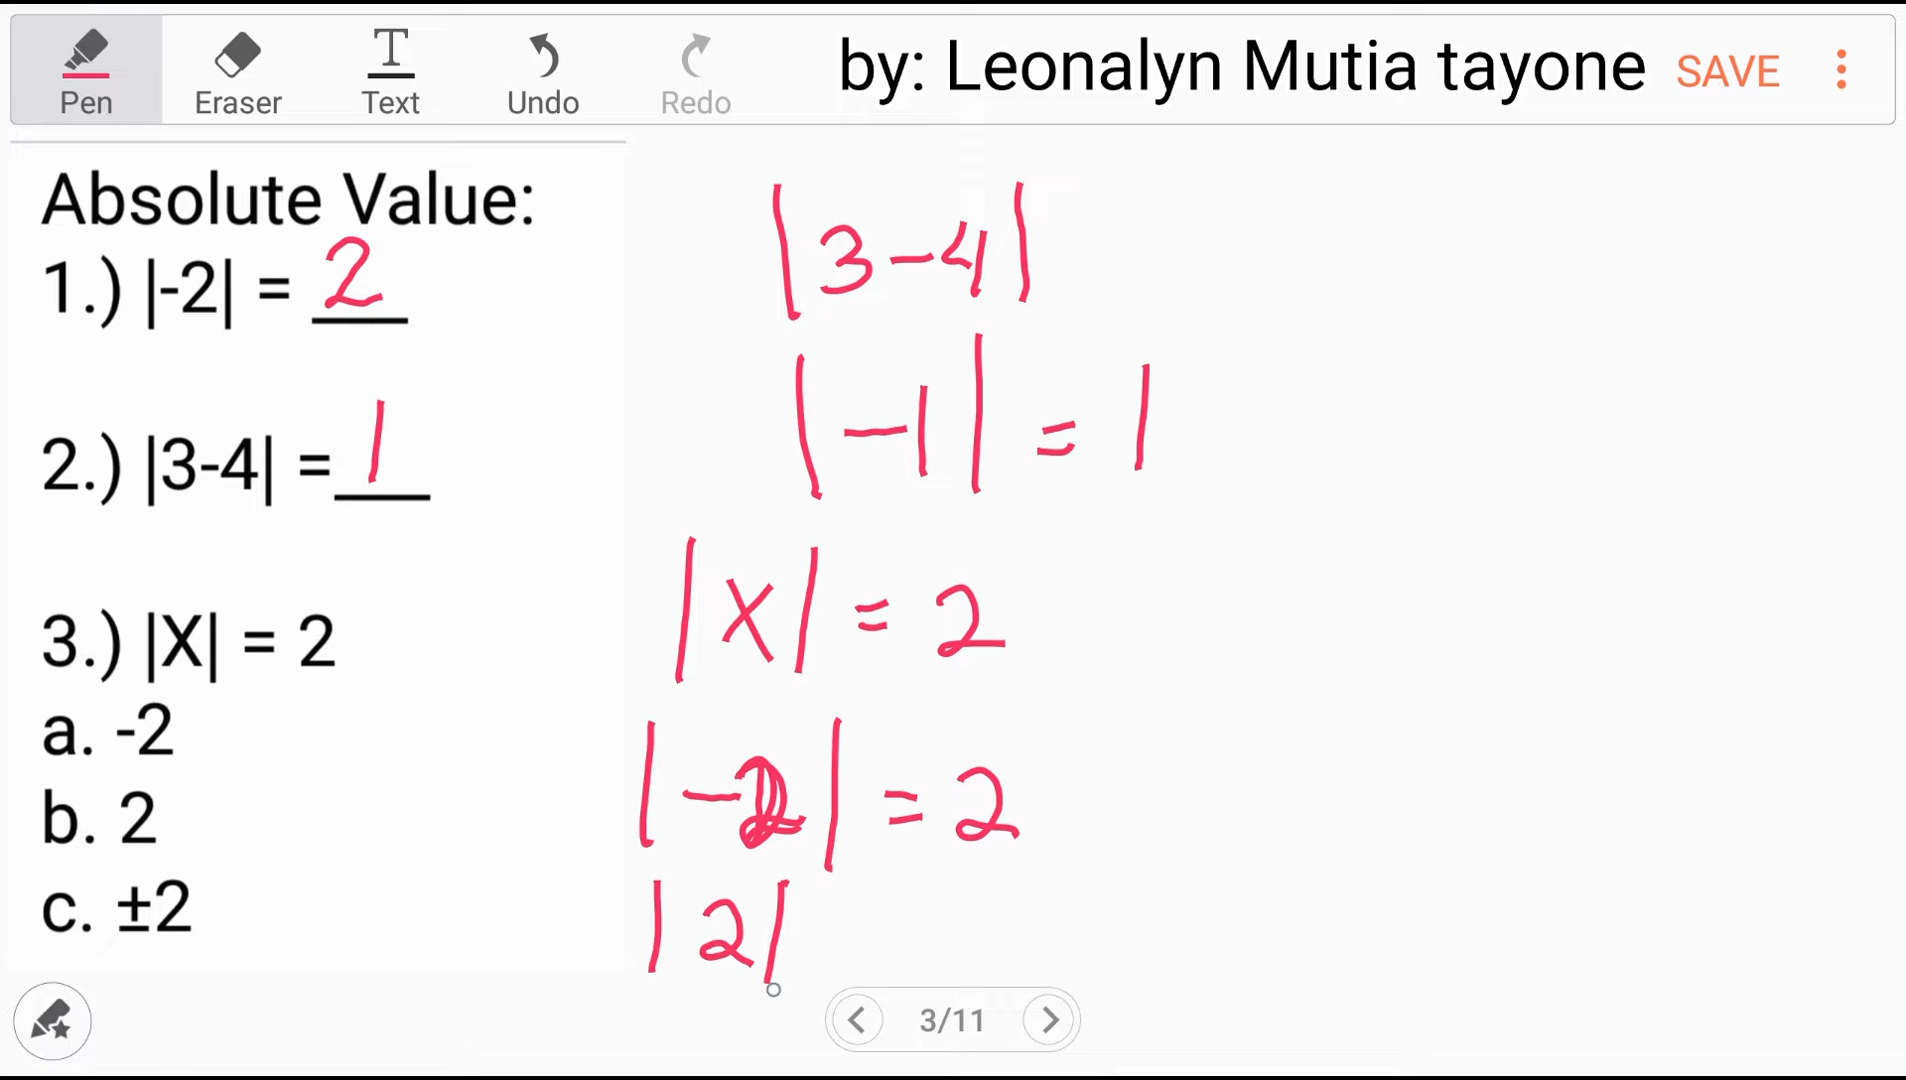 Pen Eraser Text Undo Redo by: Leonalyn Mutia tayone SAVE
Absolute Value:
1.) |-2| = 2
2.) |3-4| = 1
3.) |X| = 2
a. -2
b. 2
c. ±2
|3-4|
|-1| = 1
|X| = 2
|-2| = 2
|2|
3/11